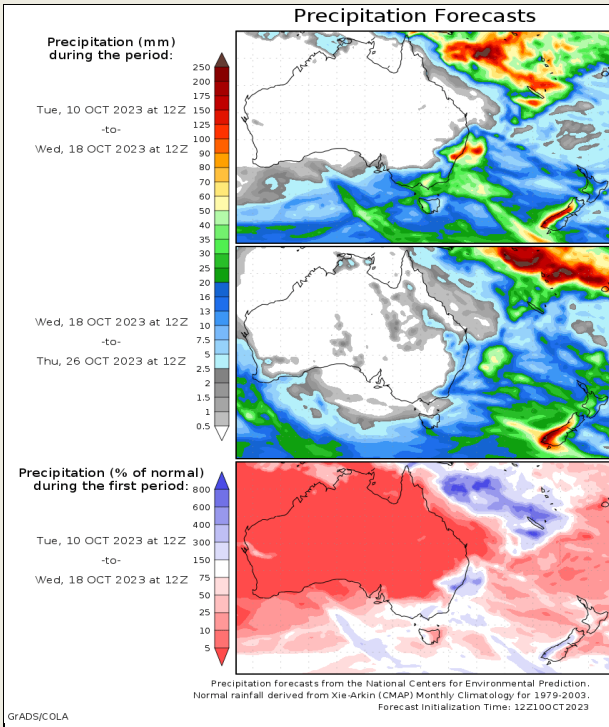 Precipitation Forecasts
Precipitation (mm)
during the period:
Tue, 10 OCT 2023 at 12Z
-to-
Wed, 18 OCT 2023 at 12Z
250
200
175
150
125
100
90
80
70
60
50
40
35
30
25
20
16
13
10
7.5
5
2.5
2
1.5
1
0.5
Wed, 18 OCT 2023 at 12Z
-to-
Thu, 26 OCT 2023 at 12Z
Precipitation (% of normal)
during the first period:
Tue, 10 OCT 2023 at 12Z
-to-
Wed, 18 OCT 2023 at 12Z
800
600
400
300
150
75
50
25
10
5
Precipitation forecasts from the National Centers for Environmental Prediction.
Normal rainfall derived from Xie-Arkin (CMAP) Monthly Climatology for 1979-2003.
Forecast Initialization Time: 12Z10OCT2023
GrADS/COLA